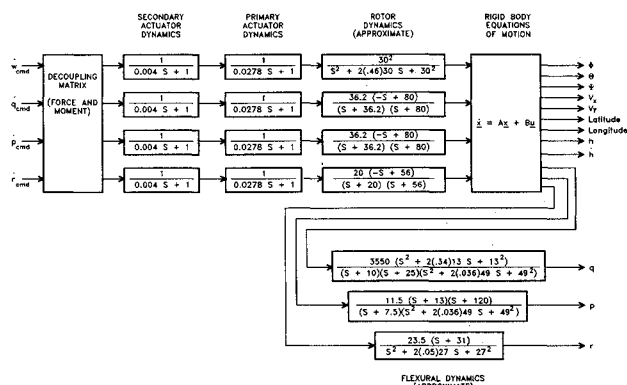 SECONDARY
ACTUATOR
DYNAMICS
PRIMARY
ACTUATOR
DYNAMICS
ROTOR
DYNAMICS
(APPROXIMATE)
RIGID BODY
EQUATIONS
OF MOTION
ẇcmd
q̇cmd
ṗcmd
ṙcmd
DECOUPLING
MATRIX
(FORCE AND
MOMENT)
1
0.004 S + 1
1
0.0278 S + 1
30²
S² + 2(.46)30 S + 30²
1
0.004 S + 1
1
0.0278 S + 1
36.2 (-S + 80)
(S + 36.2) (S + 80)
1
0.004 S + 1
1
0.0278 S + 1
36.2 (-S + 80)
(S + 36.2) (S + 80)
1
0.004 S + 1
1
0.0278 S + 1
20 (-S + 56)
(S + 20) (S + 56)
ẋ = Ax + Bu
Φ
Θ
Ψ
Vx
VY
Latitude
Longitude
h
ḣ
3550 (S² + 2(.34)13 S + 13²)
(S + 10)(S + 25)(S² + 2(.036)49 S + 49²)
q
11.5 (S + 13)(S + 120)
(S + 7.5)(S² + 2(.036)49 S + 49²)
p
23.5 (S + 31)
S² + 2(.05)27 S + 27²
r
FLEXURAL DYNAMICS
(APPROXIMATE)